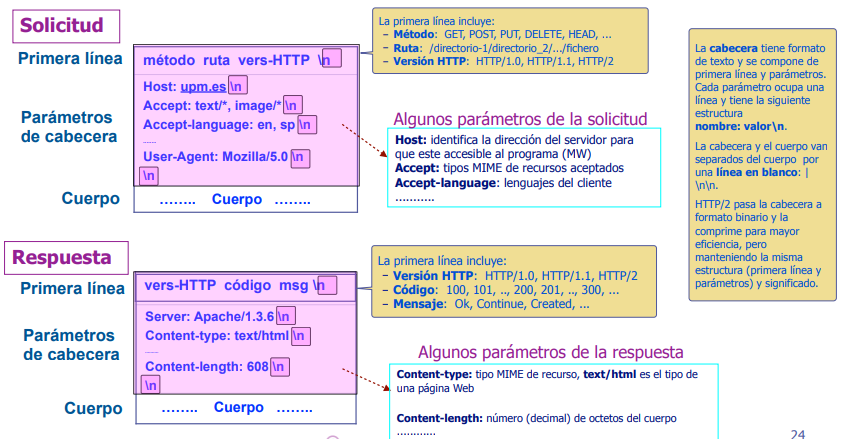 Solicitud
Primera línea
método ruta vers-HTTP \n
La primera línea incluye:
– Método: GET, POST, PUT, DELETE, HEAD, ...
– Ruta: /directorio-1/directorio_2/.../fichero
– Versión HTTP: HTTP/1.0, HTTP/1.1, HTTP/2
Parámetros
de cabecera
Host: upm.es \n
Accept: text/*, image/* \n
Accept-language: en, sp \n
......
User-Agent: Mozilla/5.0 \n
\n
Cuerpo
…….. Cuerpo ……..
Algunos parámetros de la solicitud
Host: identifica la dirección del servidor para
que este accesible al programa (MW)
Accept: tipos MIME de recursos aceptados
Accept-language: lenguajes del cliente
...........
La cabecera tiene formato
de texto y se compone de
primera línea y parámetros.
Cada parámetro ocupa una
línea y tiene la siguiente
estructura
nombre: valor\n.
La cabecera y el cuerpo van
separados del cuerpo por
una línea en blanco: |
\n\n.
HTTP/2 pasa la cabecera a
formato binario y la
comprime para mayor
eficiencia, pero
manteniendo la misma
estructura (primera línea y
parámetros) y significado.
Respuesta
Primera línea
vers-HTTP código msg \n
La primera línea incluye:
– Versión HTTP: HTTP/1.0, HTTP/1.1, HTTP/2
– Código: 100, 101, .., 200, 201, .., 300, ...
– Mensaje: Ok, Continue, Created, ...
Parámetros
de cabecera
Server: Apache/1.3.6 \n
Content-type: text/html \n
......
Content-length: 608 \n
\n
Cuerpo
…….. Cuerpo ……..
Algunos parámetros de la respuesta
Content-type: tipo MIME de recurso, text/html es el tipo de
una página Web
Content-length: número (decimal) de octetos del cuerpo
............
24